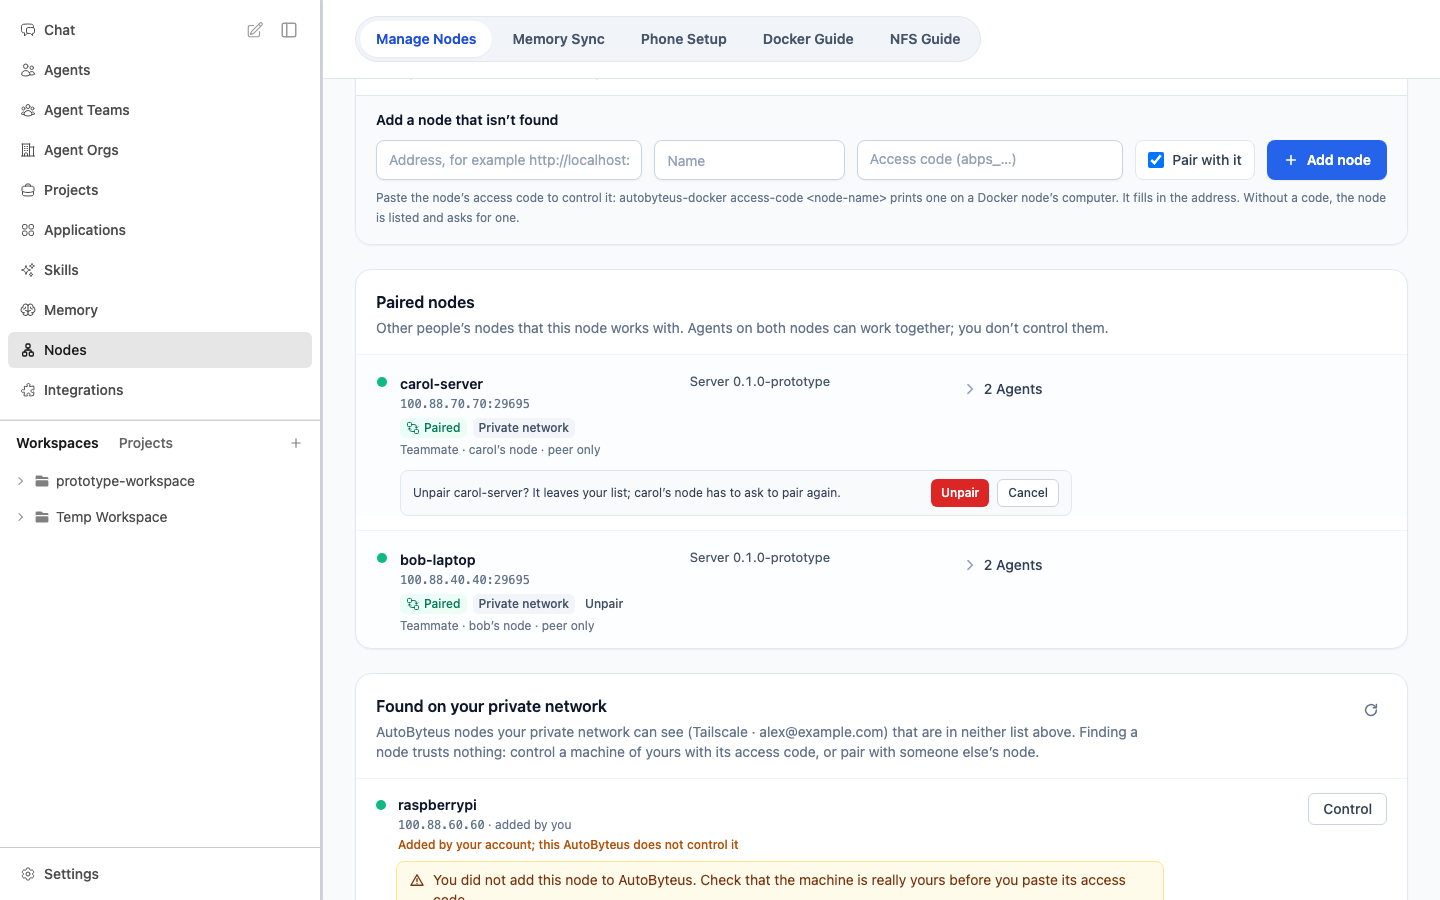 Chat
Agents
Agent Teams
Agent Orgs
Projects
Applications
Skills
Memory
Nodes
Integrations
Workspaces Projects
prototype-workspace
Temp Workspace
Settings
Manage Nodes Memory Sync Phone Setup Docker Guide NFS Guide
Add a node that isn’t found
Address, for example http://localhost: Name Access code (abps_...) Pair with it Add node
Paste the node’s access code to control it: autobyteus-docker access-code <node-name> prints one on a Docker node’s computer. It fills in the address. Without a code, the node
is listed and asks for one.
Paired nodes
Other people’s nodes that this node works with. Agents on both nodes can work together; you don’t control them.
carol-server Server 0.1.0-prototype 2 Agents
100.88.70.70:29695
Paired Private network
Teammate · carol’s node · peer only
Unpair carol-server? It leaves your list; carol’s node has to ask to pair again. Unpair Cancel
bob-laptop Server 0.1.0-prototype 2 Agents
100.88.40.40:29695
Paired Private network Unpair
Teammate · bob’s node · peer only
Found on your private network
AutoByteus nodes your private network can see (Tailscale · alex@example.com) that are in neither list above. Finding a
node trusts nothing: control a machine of yours with its access code, or pair with someone else’s node.
raspberrypi Control
100.88.60.60 · added by you
Added by your account; this AutoByteus does not control it
You did not add this node to AutoByteus. Check that the machine is really yours before you paste its access